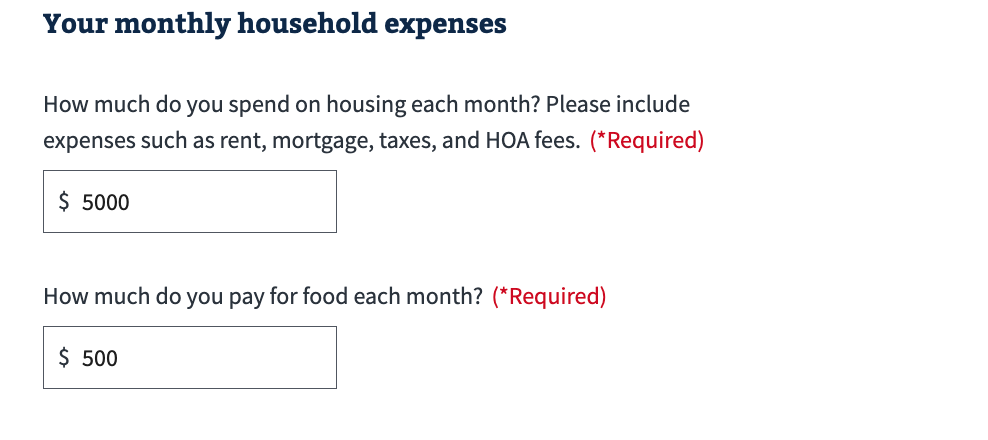 Your monthly household expenses
How much do you spend on housing each month? Please include
expenses such as rent, mortgage, taxes, and HOA fees. (*Required)
$ 5000
How much do you pay for food each month? (*Required)
$ 500